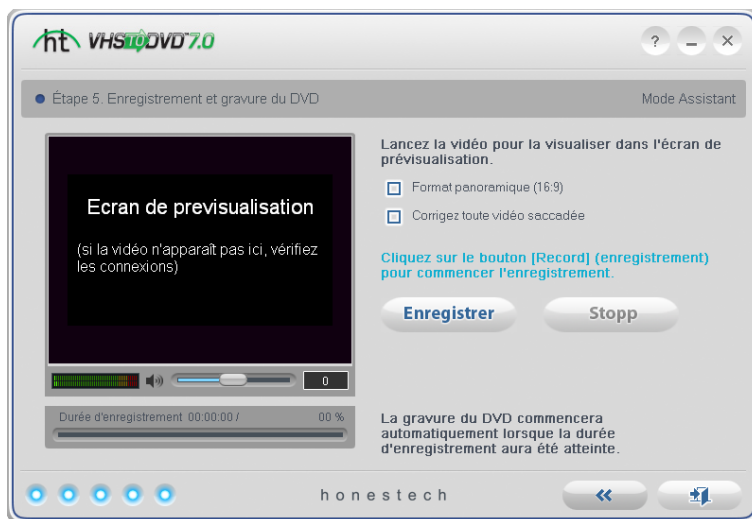 ht VHSTODVD 7.0
?
Étape 5. Enregistrement et gravure du DVD
Mode Assistant
Ecran de previsualisation
(si la vidéo n'apparaît pas ici, vérifiez
les connexions)
0
Durée d'enregistrement 00:00:00 /
00 %
Lancez la vidéo pour la visualiser dans l'écran de
prévisualisation.
Format panoramique (16:9)
Corrigez toute vidéo saccadée
Cliquez sur le bouton [Record] (enregistrement)
pour commencer l'enregistrement.
Enregistrer
Stopp
La gravure du DVD commencera
automatiquement lorsque la durée
d'enregistrement aura été atteinte.
honestech